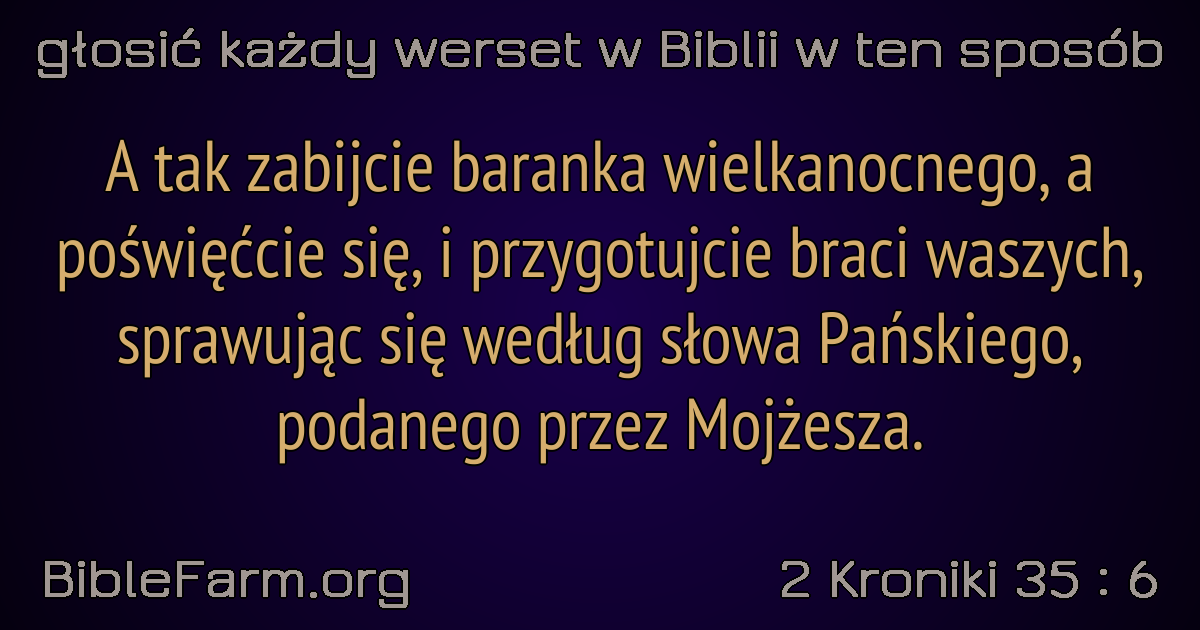 głosić każdy werset w Biblii w ten sposób
A tak zabijcie baranka wielkanocnego, a
poświęćcie się, i przygotujcie braci waszych,
sprawując się według słowa Pańskiego,
podanego przez Mojżesza.
BibleFarm.org
2 Kroniki 35 : 6